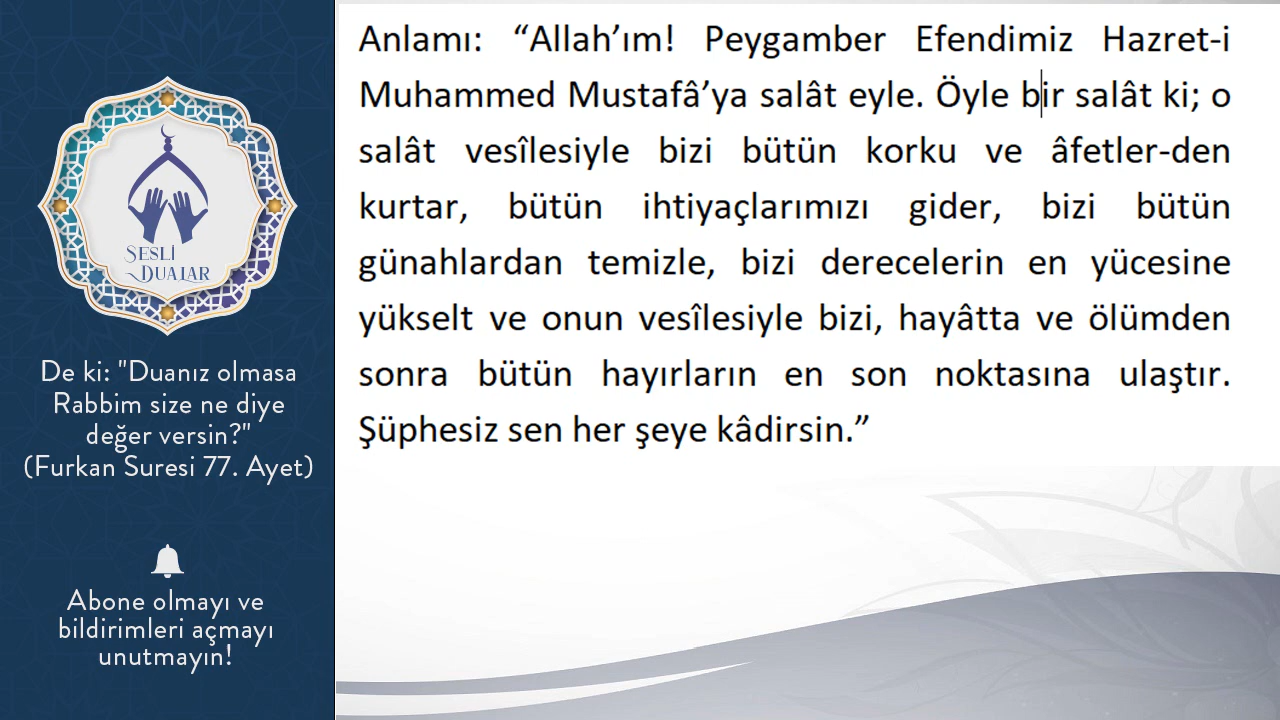 SESLİ
DUALAR
De ki: "Duanız olmasa
Rabbim size ne diye
değer versin?"
(Furkan Suresi 77. Ayet)
Abone olmayı ve
bildirimleri açmayı
unutmayın!
Anlamı: “Allah’ım! Peygamber Efendimiz Hazret-i
Muhammed Mustafâ’ya salât eyle. Öyle bir salât ki; o
salât vesîlesiyle bizi bütün korku ve âfetler-den
kurtar, bütün ihtiyaçlarımızı gider, bizi bütün
günahlardan temizle, bizi derecelerin en yücesine
yükselt ve onun vesîlesiyle bizi, hayâtta ve ölümden
sonra bütün hayırların en son noktasına ulaştır.
Şüphesiz sen her şeye kâdirsin.”